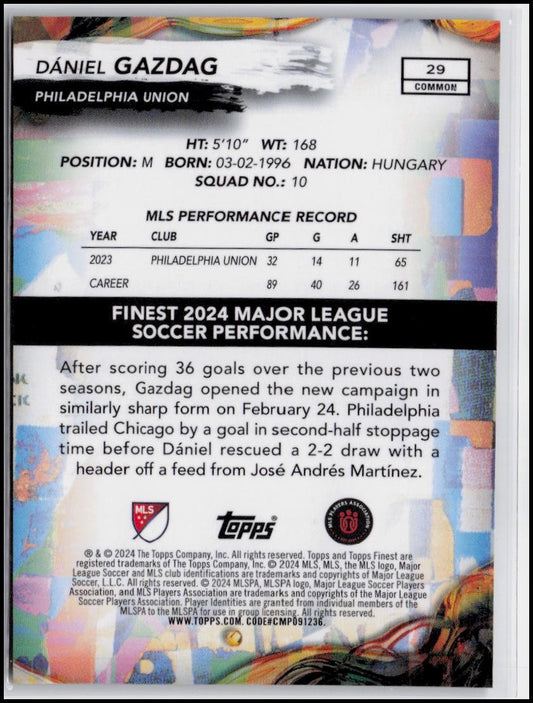 DÁNIEL GAZDAG
PHILADELPHIA UNION
29
COMMON
HT: 5'10" WT: 168
POSITION: M BORN: 03-02-1996 NATION: HUNGARY
SQUAD NO.: 10
MLS PERFORMANCE RECORD
YEAR CLUB GP G A SHT
2023 PHILADELPHIA UNION 32 14 11 65
CAREER 89 40 26 161
FINEST 2024 MAJOR LEAGUE
SOCCER PERFORMANCE:
After scoring 36 goals over the previous two
seasons, Gazdag opened the new campaign in
similarly sharp form on February 24. Philadelphia
trailed Chicago by a goal in second-half stoppage
time before Dániel rescued a 2-2 draw with a
header off a feed from José Andrés Martínez.
MLS
Topps
MLS PLAYERS ASSOCIATION
® & © 2024 The Topps Company, Inc. All rights reserved. Topps and Topps Finest are
registered trademarks of The Topps Company, Inc. © 2024 MLS, MLS, the MLS logo, Major
League Soccer and MLS club identifications are trademarks and copyrights of Major League
Soccer, L.L.C. All rights reserved. © 2024 MLSPA, MLSPA logo, Major League Soccer Players
Association, and MLS Players Association are trademarks and copyrights of the Major League
Soccer Players Association. Player Identities are granted from individual members of the
MLSPA to the MLSPA for use in group licensing. All rights reserved.
WWW.TOPPS.COM. CODE#CMP091236.